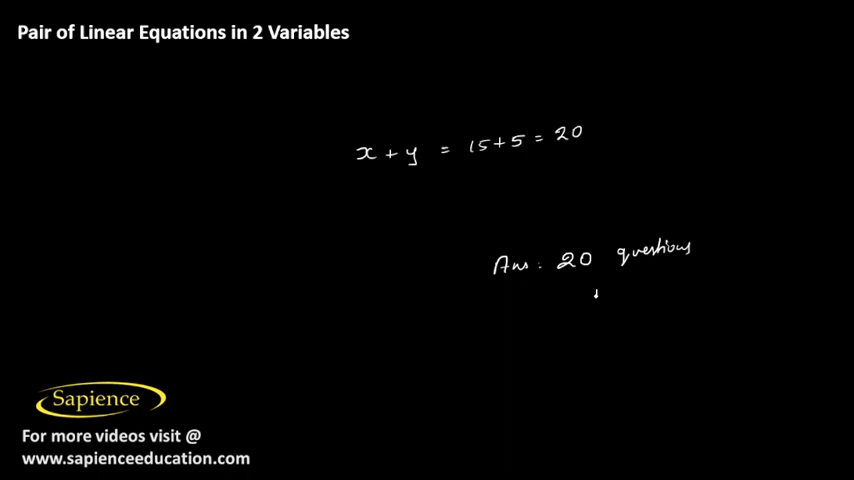 Pair of Linear Equations in 2 Variables
x + y = 15 + 5 = 20
Ans : 20 questions
Sapience
For more videos visit @
www.sapienceeducation.com